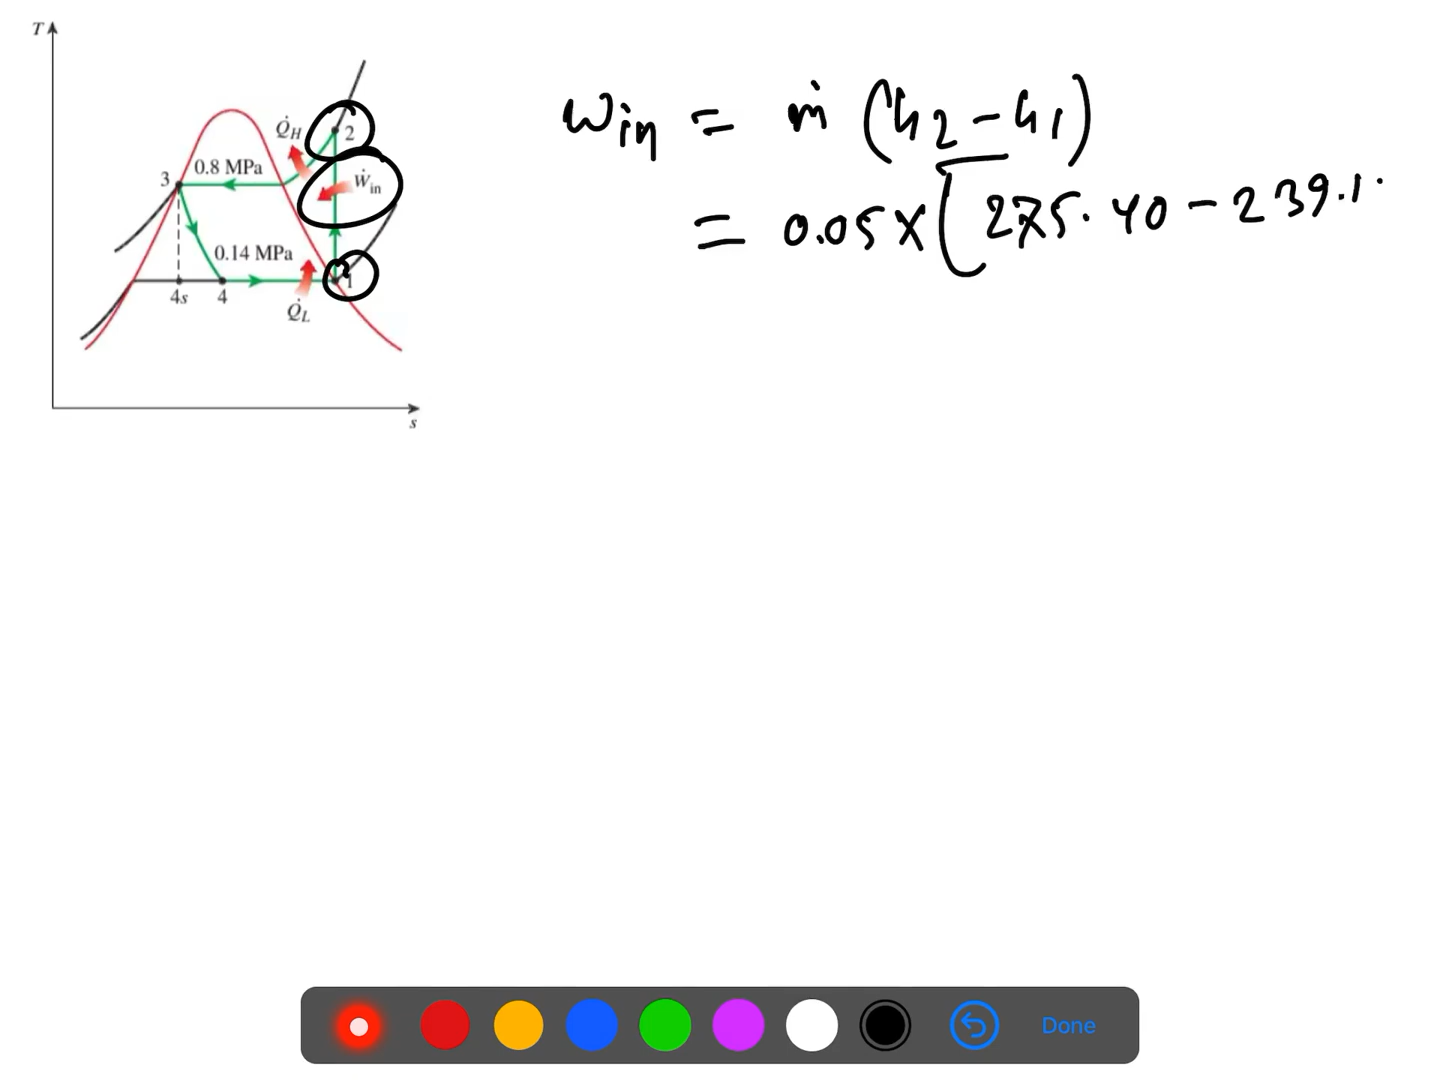 T
Q̇H
2
0.8 MPa
3
Ẇin
0.14 MPa
1
4s
4
Q̇L
s
Win = ṁ (h2-h1)
= 0.05 × [275.40 - 239.1.
Done